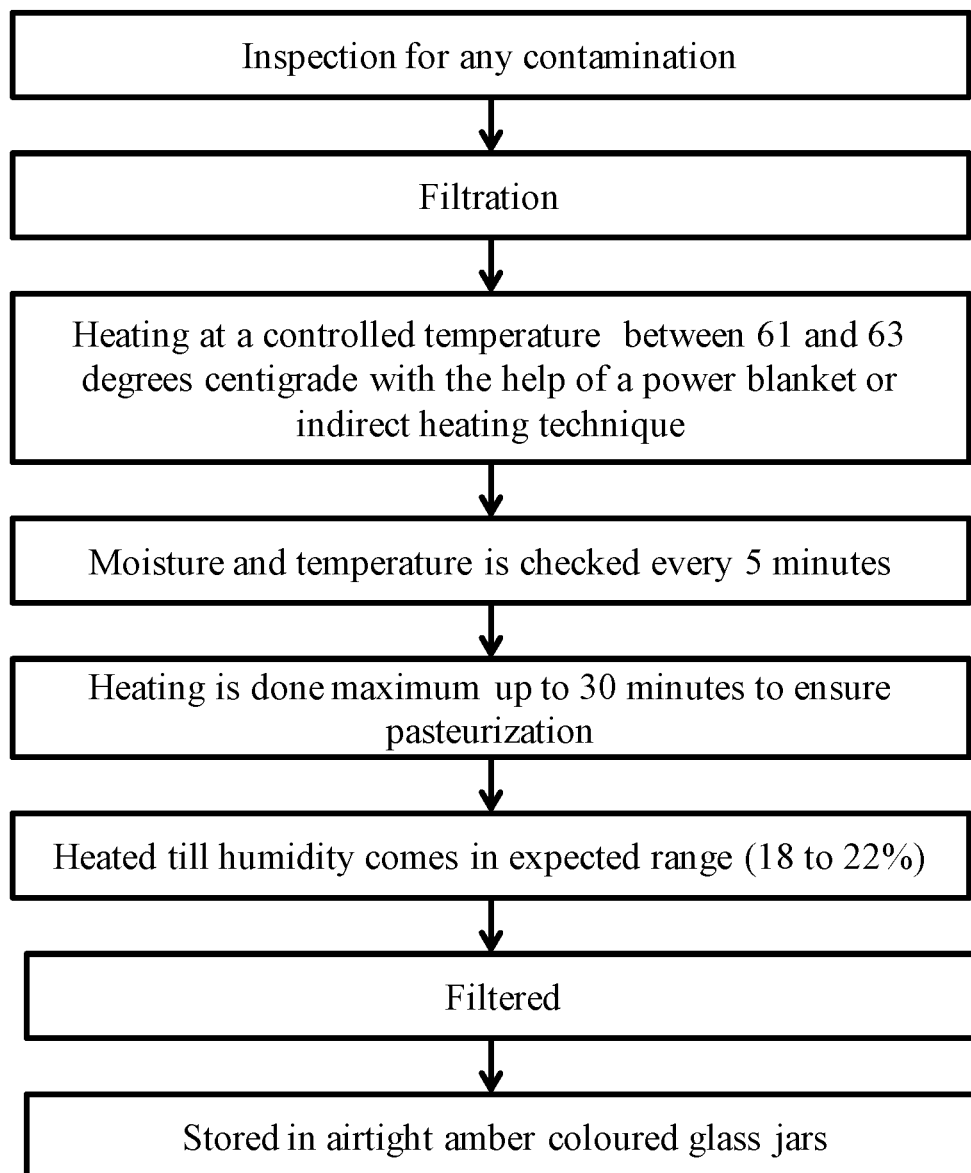 Inspection for any contamination
Filtration
Heating at a controlled temperature between 61 and 63
degrees centigrade with the help of a power blanket or
indirect heating technique
Moisture and temperature is checked every 5 minutes
Heating is done maximum up to 30 minutes to ensure
pasteurization
Heated till humidity comes in expected range (18 to 22%)
Filtered
Stored in airtight amber coloured glass jars